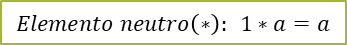 Elemento neutro(∗): 1 ∗ a = a